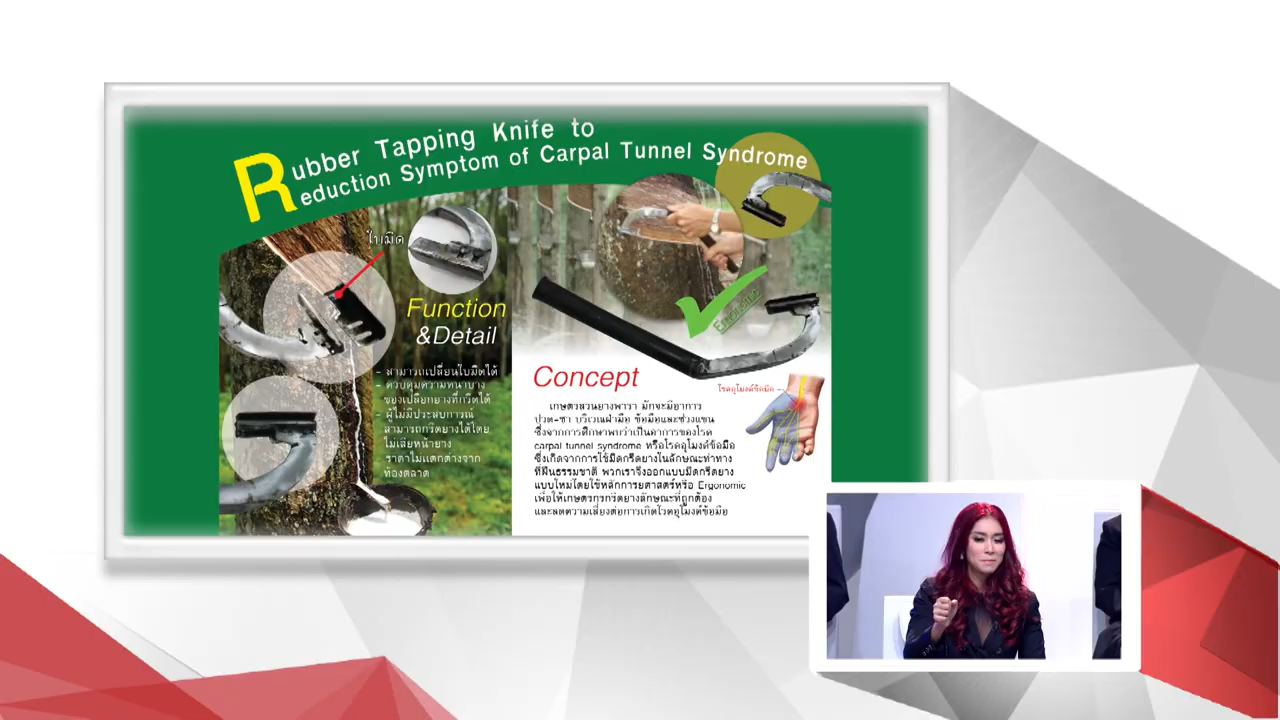 Rubber Tapping Knife to
Reduction Symptom of Carpal Tunnel Syndrome
ใบมีด
Function
&Detail
- สามารถเปลี่ยนใบมีดได้
- ควบคุมความหนาบาง
ของเปลือกยางที่กรีดได้
- ผู้ไม่มีประสบการณ์
สามารถกรีดยางได้โดย
ไม่เสียหน้ายาง
ราคาไม่แตกต่างจาก
ท้องตลาด
Ergonomic
Concept
โรคอุโมงค์ข้อมือ
เกษตรสวนยางพารา มักจะมีอาการ
ปวด-ชา บริเวณฝ่ามือ ข้อมือและช่วงแขน
ซึ่งจากการศึกษาพบว่าเป็นอาการของโรค
carpal tunnel syndrome หรือโรคอุโมงค์ข้อมือ
ซึ่งเกิดจากการใช้มีดกรีดยางในลักษณะท่าทาง
ที่ฝืนธรรมชาติ พวกเราจึงออกแบบมีดกรีดยาง
แบบใหม่โดยใช้หลักการยศาสตร์หรือ Ergonomic
เพื่อให้เกษตรกรกรีดยางลักษณะที่ถูกต้อง
และลดความเสี่ยงต่อการเกิดโรคอุโมงค์ข้อมือ